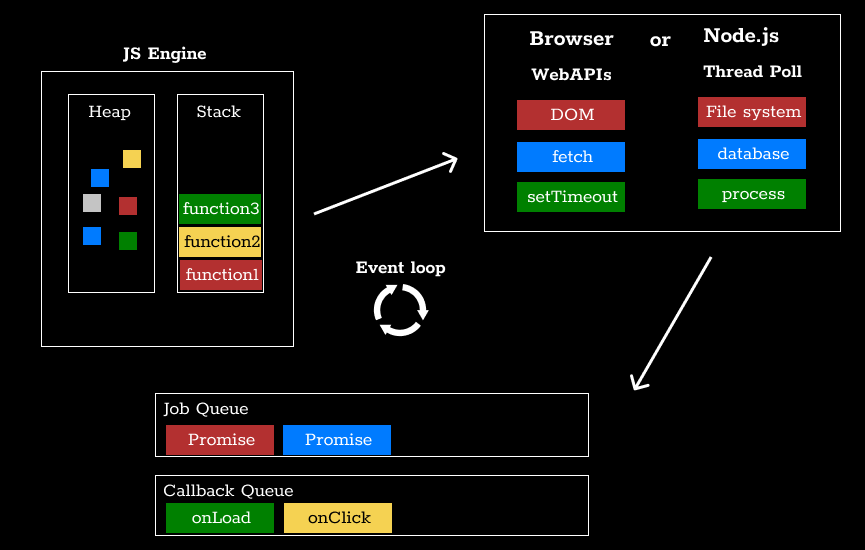 JS Engine
Heap
Stack
function3
function2
function1
Browser or Node.js
WebAPIs
Thread Poll
DOM
File system
fetch
database
setTimeout
process
Event loop
Job Queue
Promise
Promise
Callback Queue
onLoad
onClick